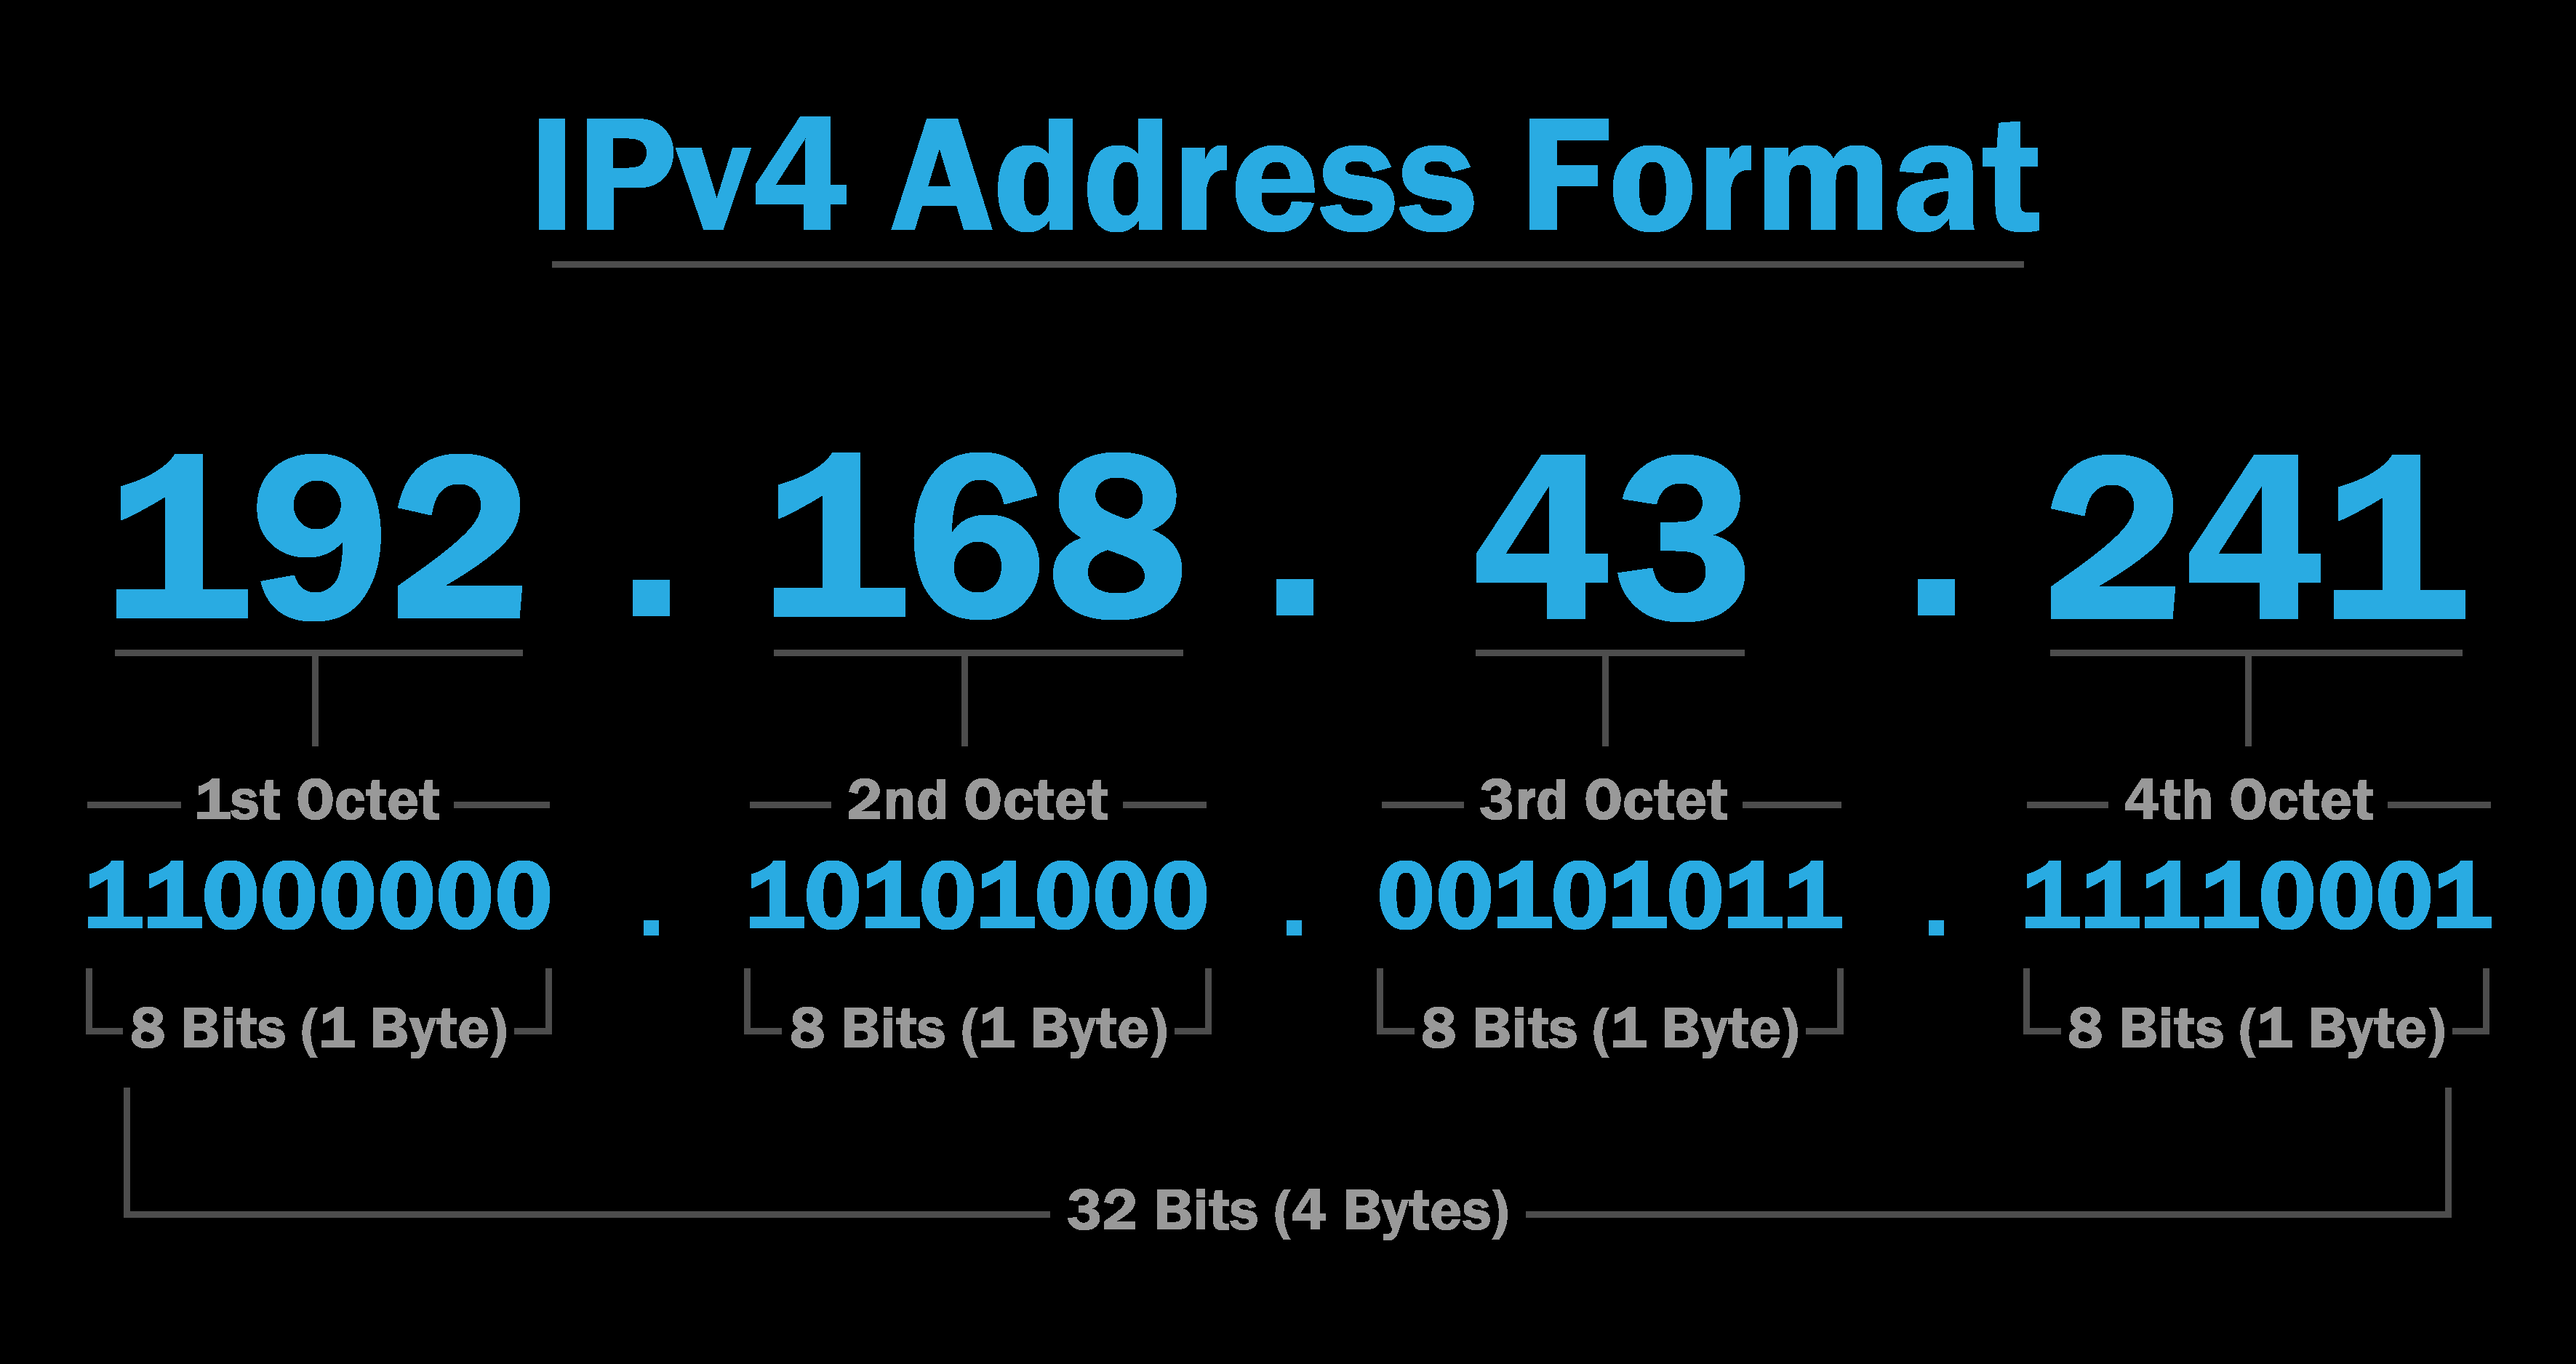 IPv4 Address Format
192 . 168 . 43 . 241
1st Octet 2nd Octet 3rd Octet 4th Octet
11000000 . 10101000 . 00101011 . 11110001
8 Bits (1 Byte) 8 Bits (1 Byte) 8 Bits (1 Byte) 8 Bits (1 Byte)
32 Bits (4 Bytes)